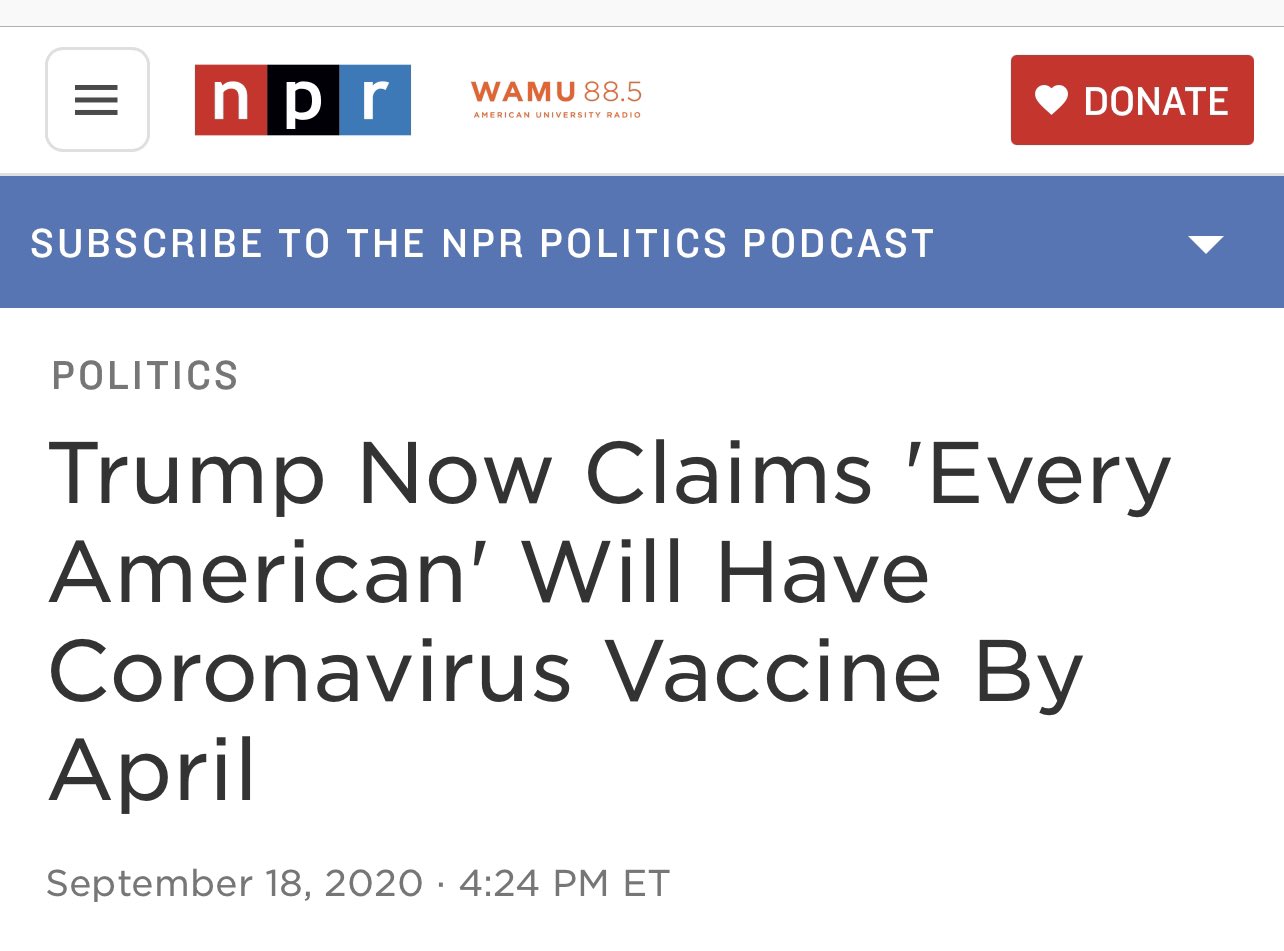 npr
WAMU 88.5
AMERICAN UNIVERSITY RADIO
DONATE
SUBSCRIBE TO THE NPR POLITICS PODCAST
POLITICS
Trump Now Claims 'Every
American' Will Have
Coronavirus Vaccine By
April
September 18, 2020 · 4:24 PM ET